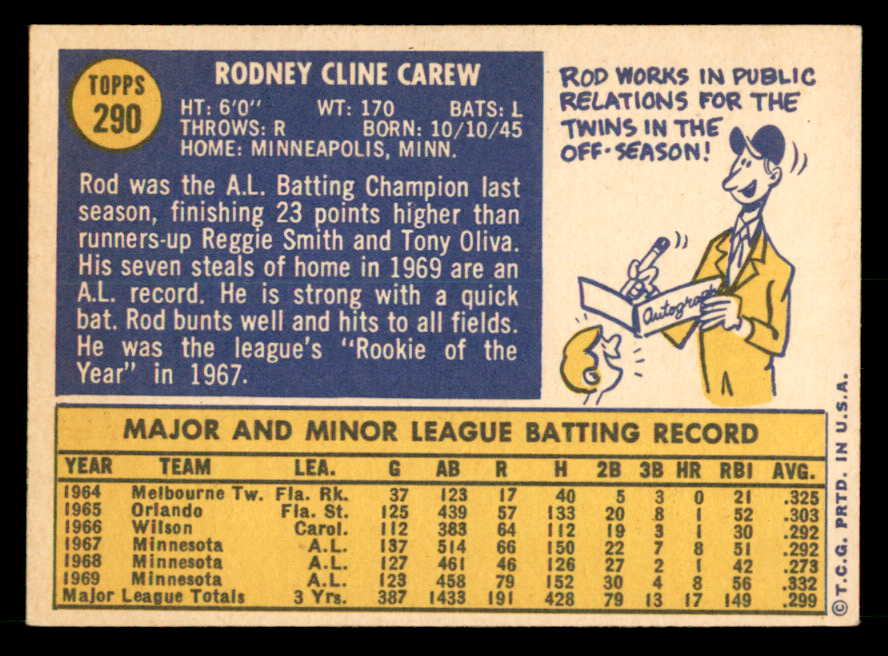 TOPPS
290
RODNEY CLINE CAREW
HT: 6'0" WT: 170 BATS: L
THROWS: R BORN: 10/10/45
HOME: MINNEAPOLIS, MINN.
Rod was the A.L. Batting Champion last
season, finishing 23 points higher than
runners-up Reggie Smith and Tony Oliva.
His seven steals of home in 1969 are an
A.L. record. He is strong with a quick
bat. Rod bunts well and hits to all fields.
He was the league's "Rookie of the
Year" in 1967.
ROD WORKS IN PUBLIC
RELATIONS FOR THE
TWINS IN THE
OFF-SEASON!
Autograph
MAJOR AND MINOR LEAGUE BATTING RECORD
YEAR TEAM LEA. G AB R H 2B 3B HR RBI AVG.
1964 Melbourne Tw. Fla. Rk. 37 123 17 40 5 3 0 21 .325
1965 Orlando Fla. St. 125 439 57 133 20 8 1 52 .303
1966 Wilson Carol. 112 383 64 112 19 3 1 30 .292
1967 Minnesota A.L. 137 514 66 150 22 7 8 51 .292
1968 Minnesota A.L. 127 461 46 126 27 2 1 42 .273
1969 Minnesota A.L. 123 458 79 152 30 4 8 56 .332
Major League Totals 3 Yrs. 387 1433 191 428 79 13 17 149 .299
© T.C.G. PRTD. IN U.S.A.